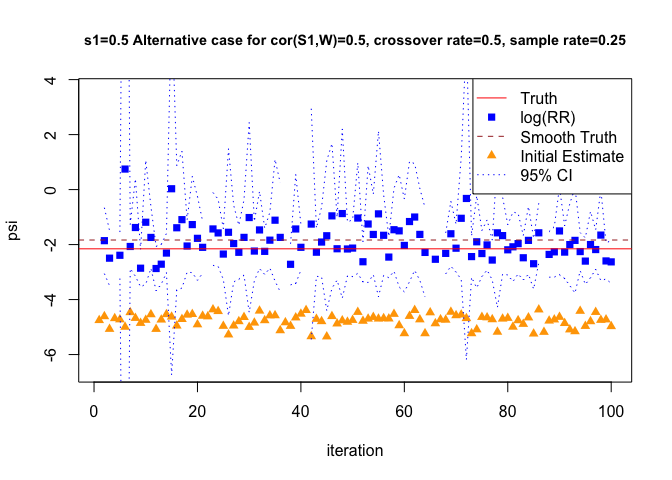 s1=0.5 Alternative case for cor(S1,W)=0.5, crossover rate=0.5, sample rate=0.25
4
2
0
-2
-4
-6
psi
Truth
log(RR)
Smooth Truth
Initial Estimate
95% CI
0 20 40 60 80 100
iteration